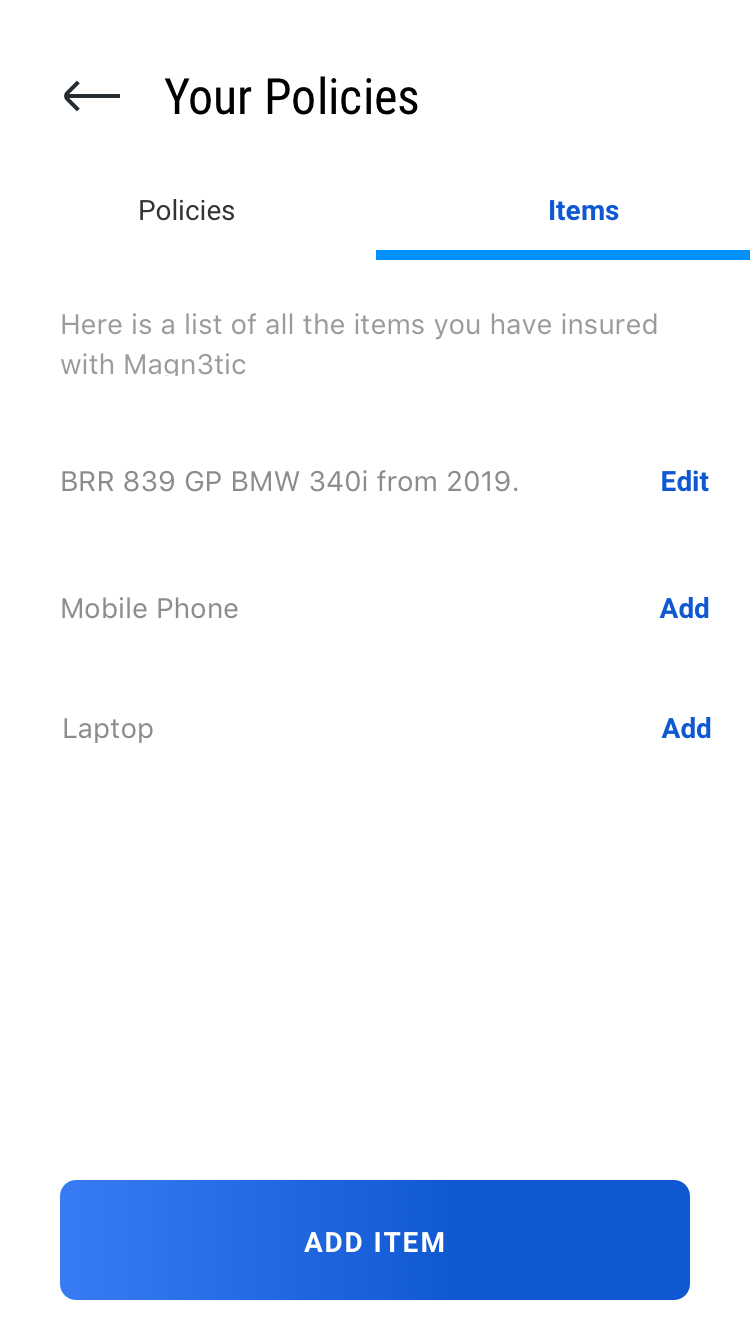 Your Policies
Policies Items
Here is a list of all the items you have insured
with Magn3tic
BRR 839 GP BMW 340i from 2019. Edit
Mobile Phone Add
Laptop Add
ADD ITEM